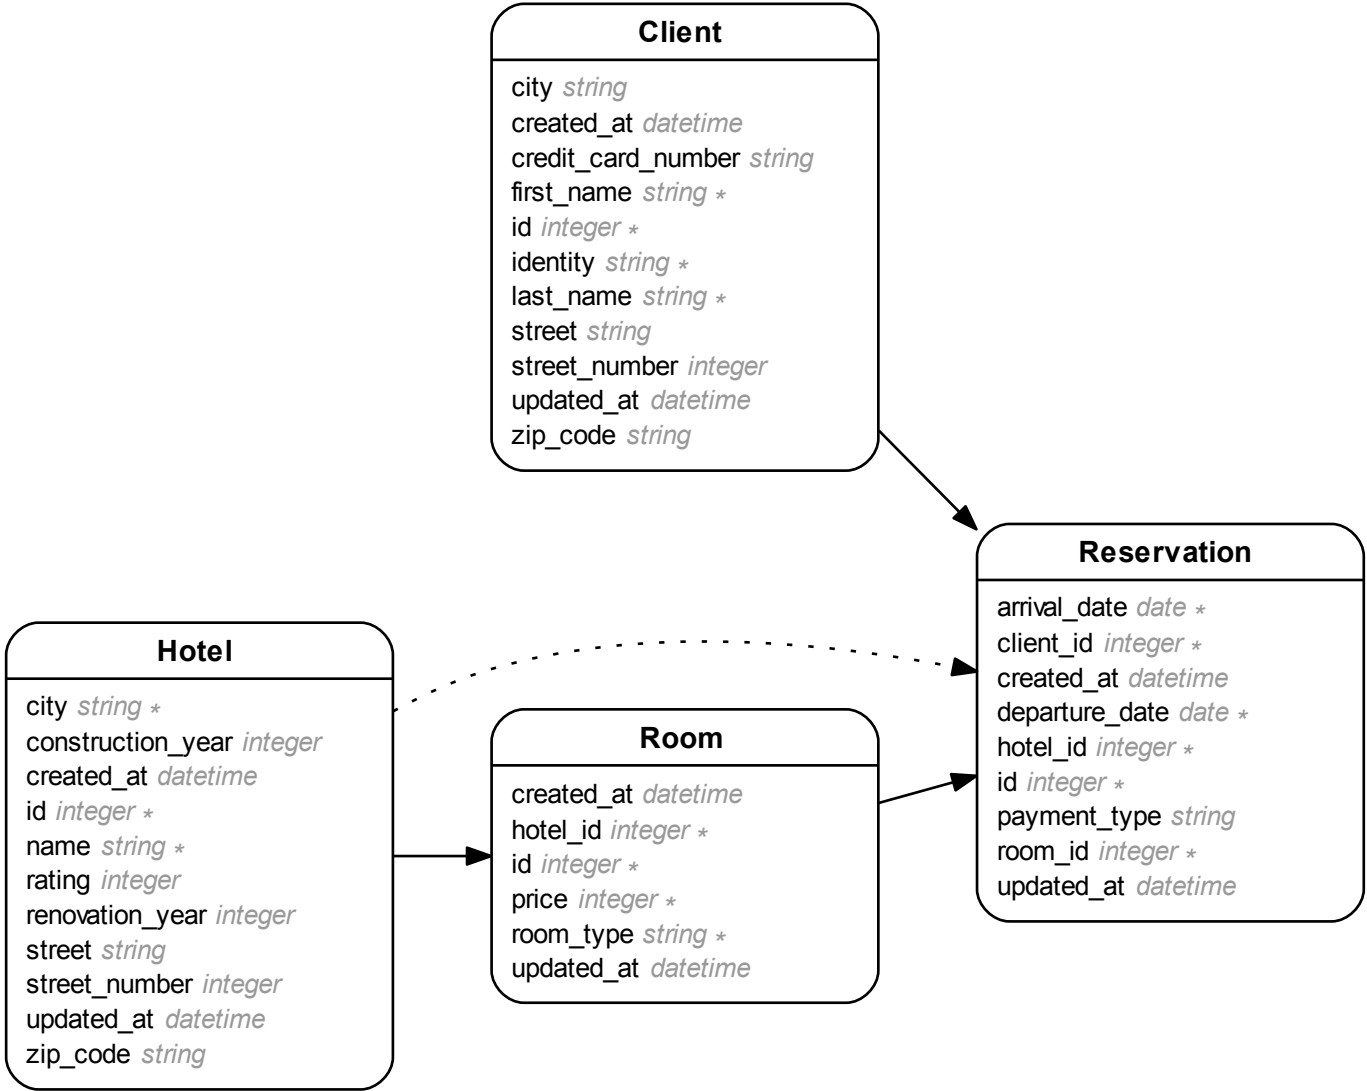 Client
city string
created_at datetime
credit_card_number string
first_name string *
id integer *
identity string *
last_name string *
street string
street_number integer
updated_at datetime
zip_code string
Reservation
arrival_date date *
client_id integer *
created_at datetime
departure_date date *
hotel_id integer *
id integer *
payment_type string
room_id integer *
updated_at datetime
Hotel
city string *
construction_year integer
created_at datetime
id integer *
name string *
rating integer
renovation_year integer
street string
street_number integer
updated_at datetime
zip_code string
Room
created_at datetime
hotel_id integer *
id integer *
price integer *
room_type string *
updated_at datetime